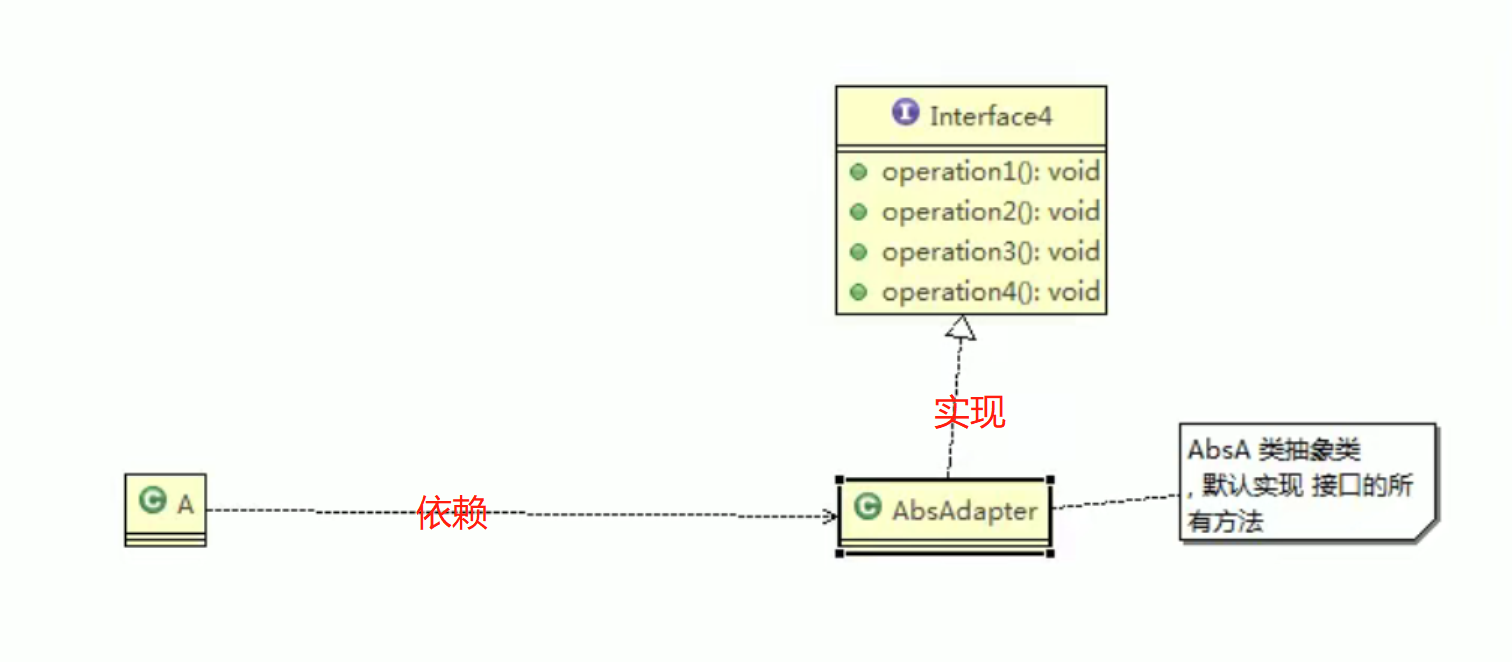 Interface4
operation1(): void
operation2(): void
operation3(): void
operation4(): void
实现
AbsA 类抽象类
, 默认实现 接口的所
有方法
A
依赖
AbsAdapter